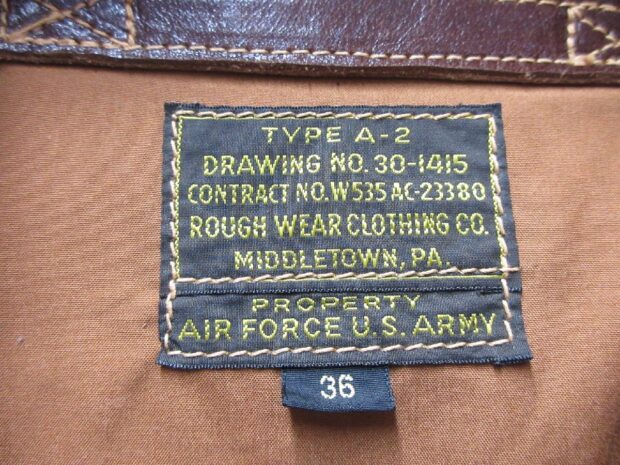 TYPE A-2
DRAWING NO. 30-1415
CONTRACT NO. W535 AC-23380
ROUGH WEAR CLOTHING CO.
MIDDLETOWN, PA.
PROPERTY
AIR FORCE U.S. ARMY
36